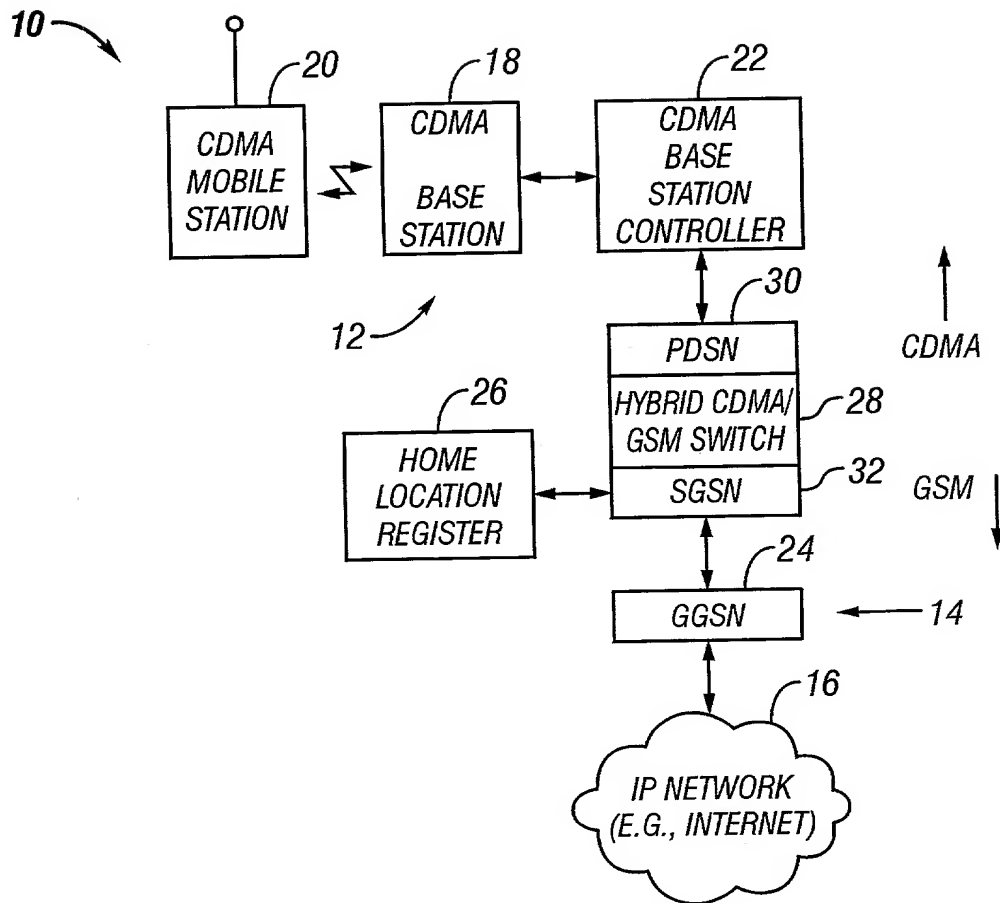 10
20
18
22
CDMA
MOBILE
STATION
CDMA
BASE
STATION
CDMA
BASE
STATION
CONTROLLER
12
30
PDSN
CDMA
HYBRID CDMA/
GSM SWITCH
28
26
HOME
LOCATION
REGISTER
SGSN
32
GSM
24
GGSN
14
16
IP NETWORK
(E.G., INTERNET)